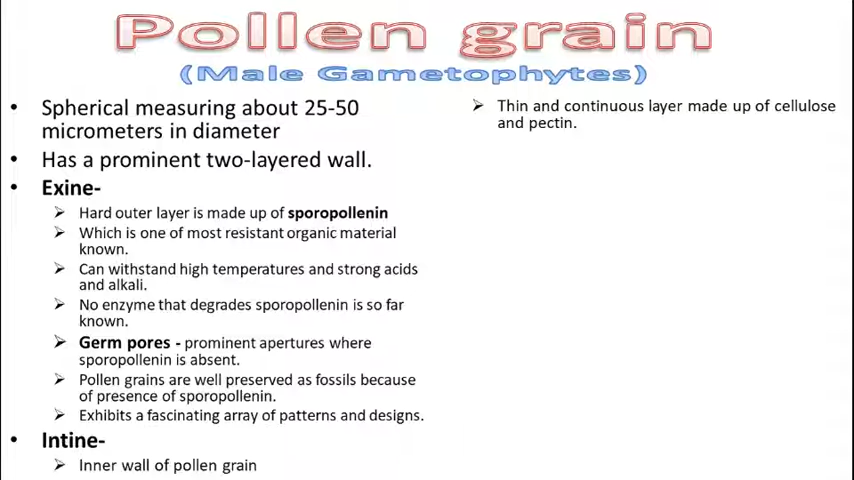 Pollen grain
(Male Gametophytes)
• Spherical measuring about 25-50
micrometers in diameter
• Has a prominent two-layered wall.
• Exine-
➢ Hard outer layer is made up of sporopollenin
➢ Which is one of most resistant organic material
known.
➢ Can withstand high temperatures and strong acids
and alkali.
➢ No enzyme that degrades sporopollenin is so far
known.
➢ Germ pores - prominent apertures where
sporopollenin is absent.
➢ Pollen grains are well preserved as fossils because
of presence of sporopollenin.
➢ Exhibits a fascinating array of patterns and designs.
• Intine-
➢ Inner wall of pollen grain
➢ Thin and continuous layer made up of cellulose
and pectin.